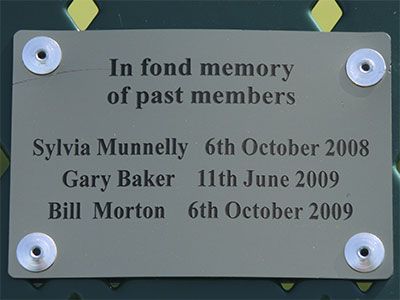 In fond memory
of past members
Sylvia Munnelly 6th October 2008
Gary Baker 11th June 2009
Bill Morton 6th October 2009